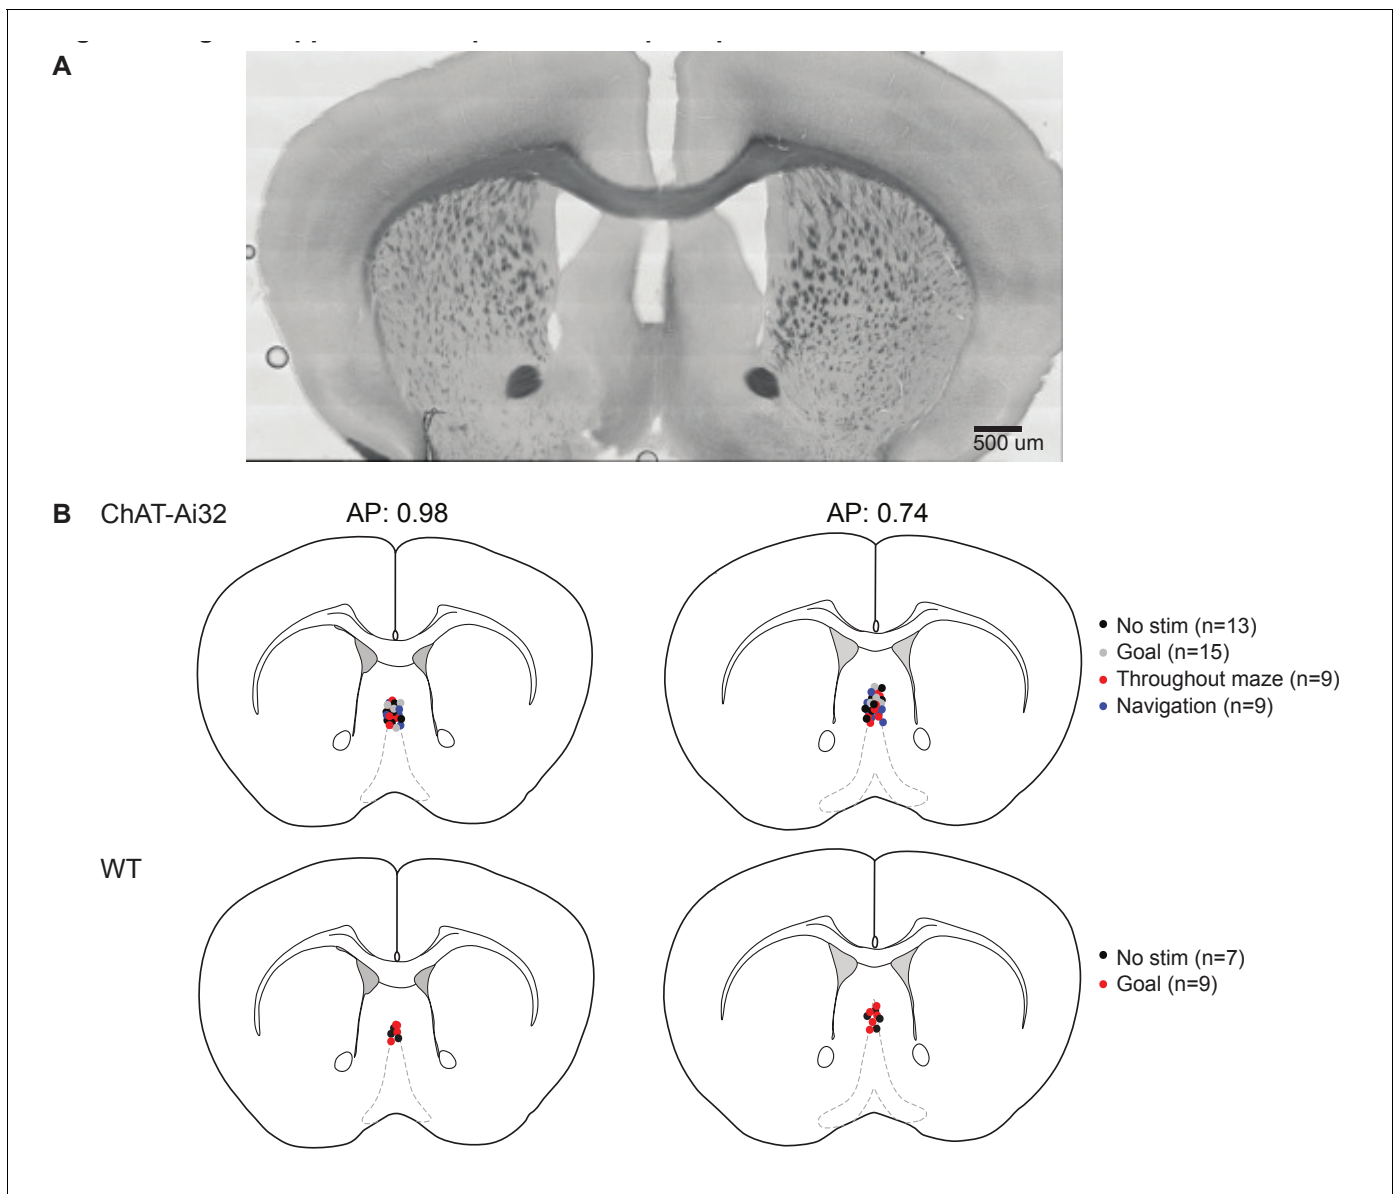 A
500 um
B ChAT-Ai32 AP: 0.98 AP: 0.74
No stim (n=13)
Goal (n=15)
Throughout maze (n=9)
Navigation (n=9)
WT
No stim (n=7)
Goal (n=9)